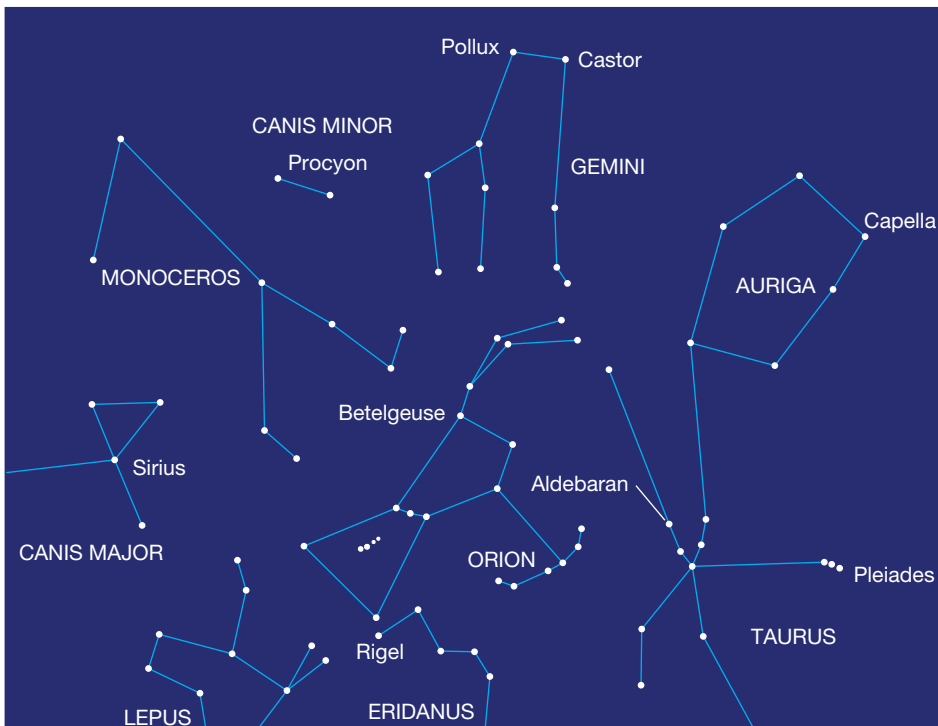 Pollux
Castor
CANIS MINOR
Procyon
GEMINI
Capella
MONOCEROS
AURIGA
Betelgeuse
Sirius
Aldebaran
CANIS MAJOR
ORION
Pleiades
TAURUS
Rigel
LEPUS
ERIDANUS